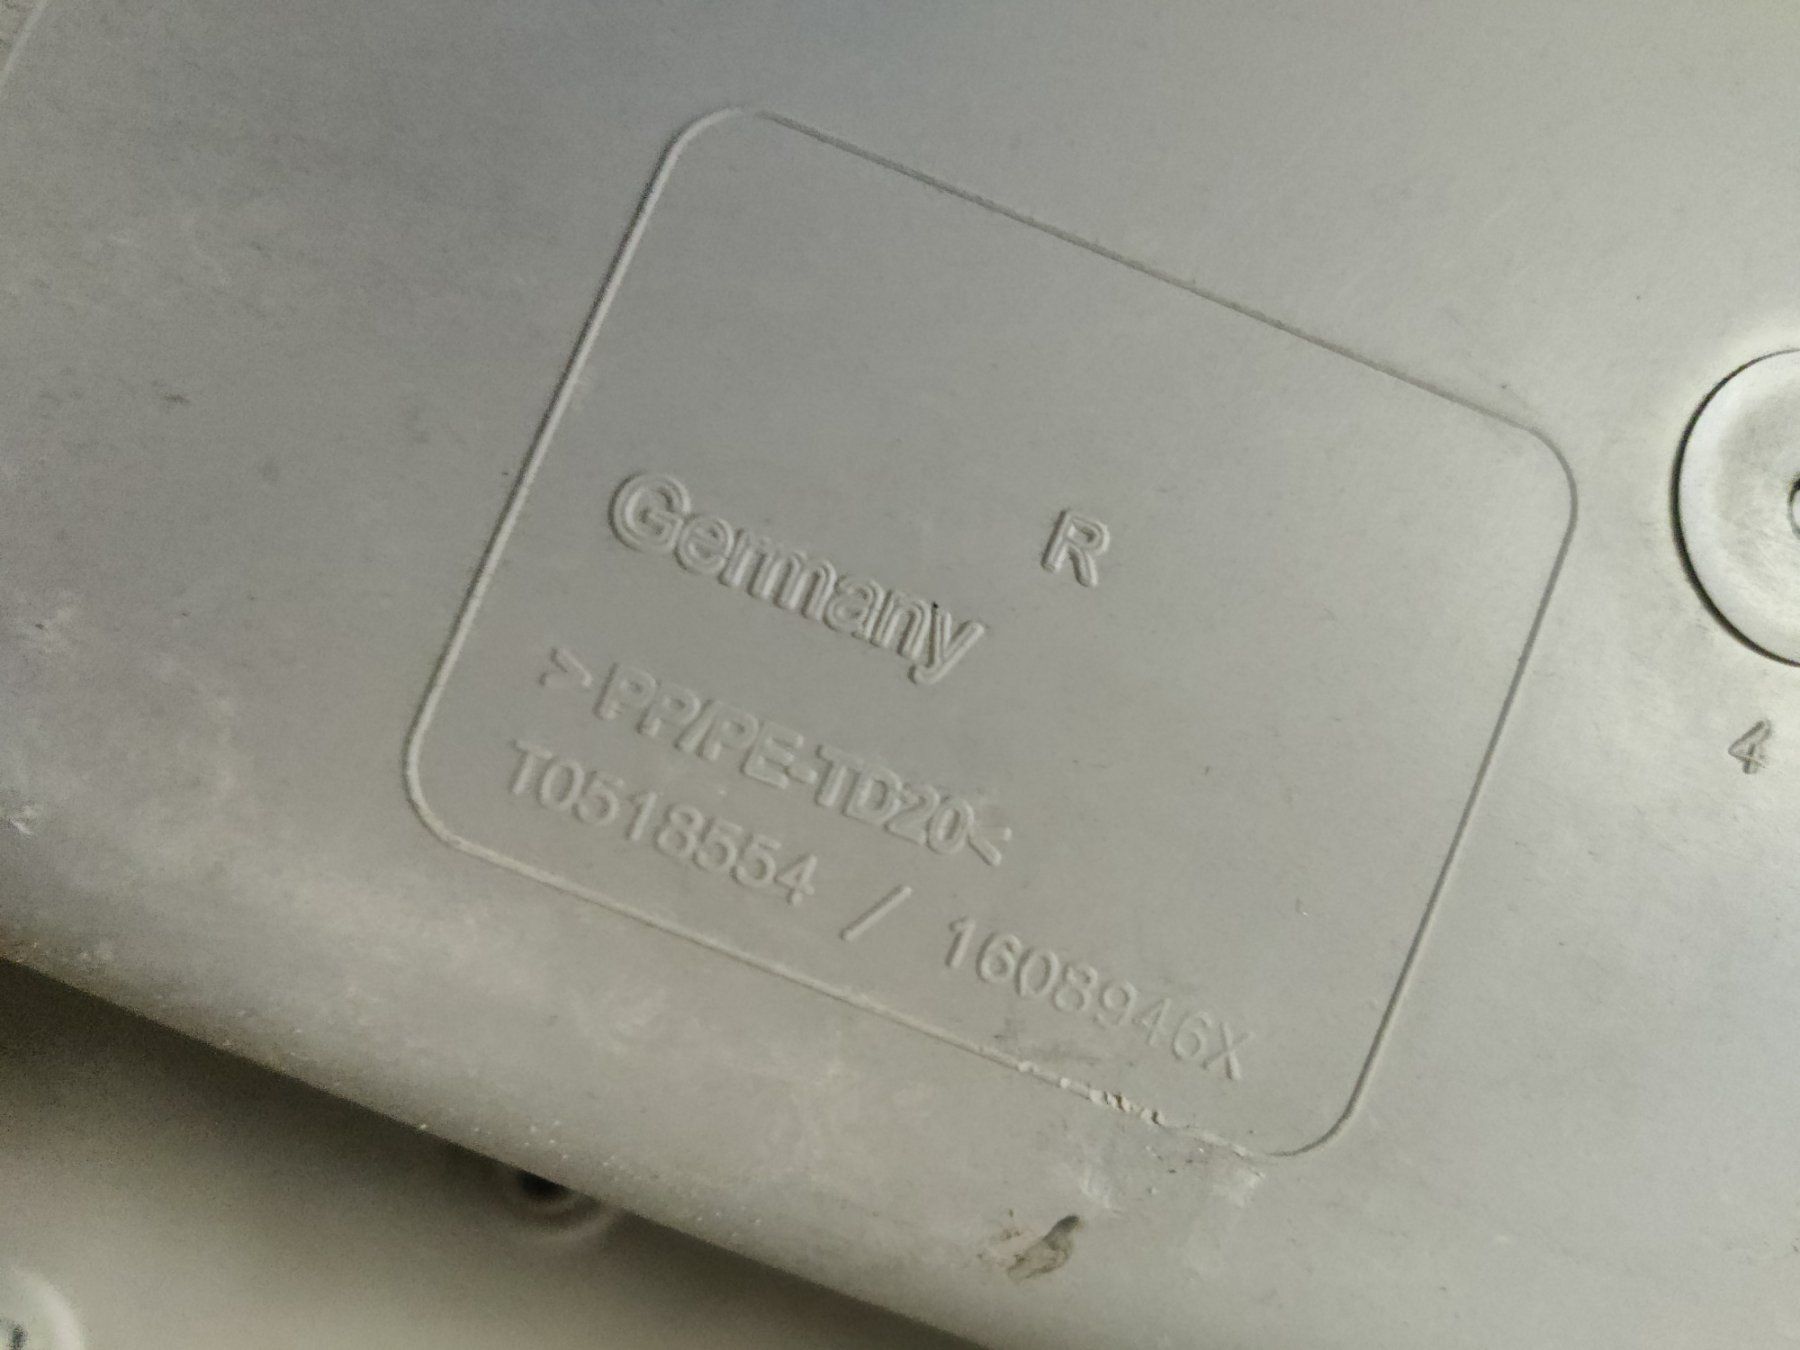 R
Germany
>PP/PE-TD20<
T0518554 / 1608946X
4